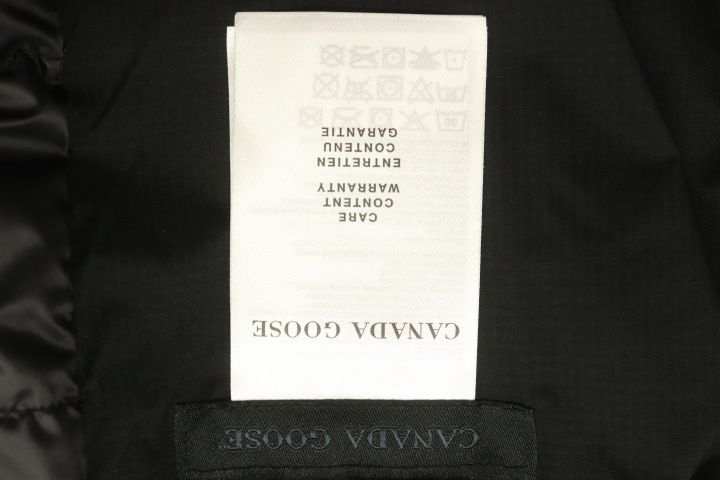 CANADA GOOSE®
CANADA GOOSE
CARE
CONTENT
WARRANTY
ENTRETIEN
CONTENU
GARANTIE